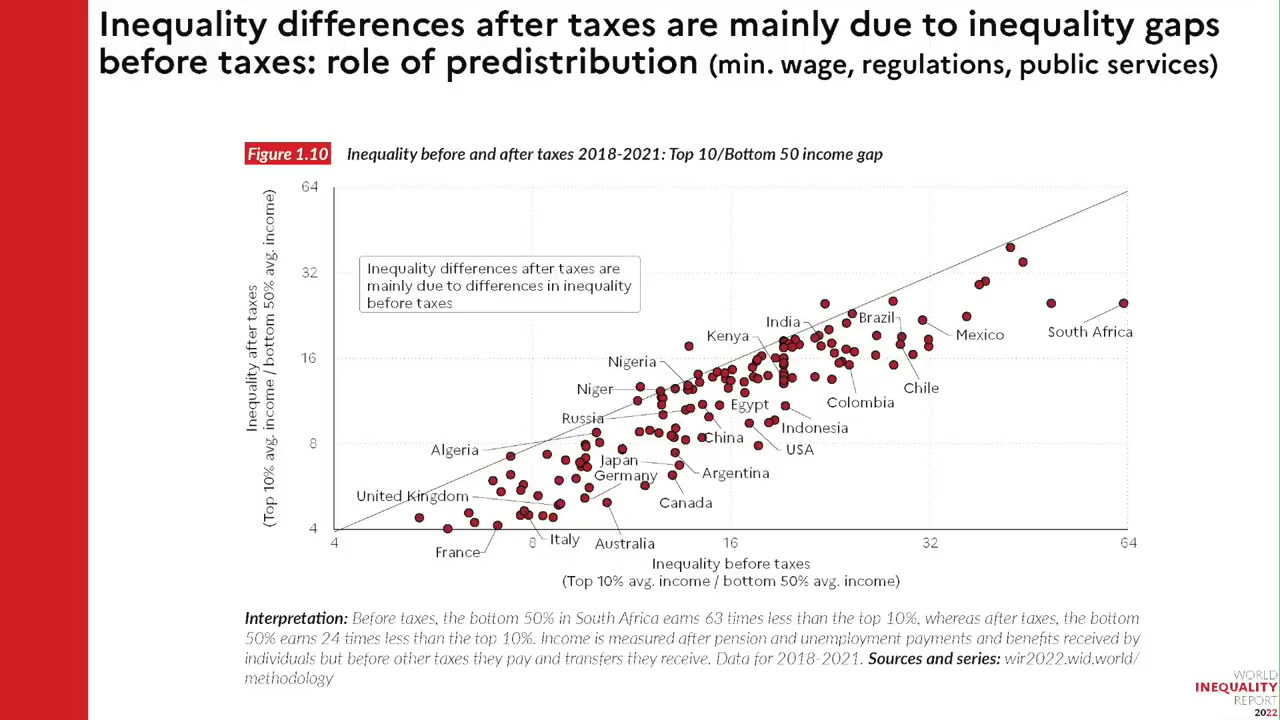 Inequality differences after taxes are mainly due to inequality gaps
before taxes: role of predistribution (min. wage, regulations, public services)
Figure 1.10 Inequality before and after taxes 2018-2021: Top 10/Bottom 50 income gap
Inequality after taxes
(Top 10% avg. income / bottom 50% avg. income)
64
32
16
8
4
Inequality differences after taxes are
mainly due to differences in inequality
before taxes
India
Brazil
Kenya
Mexico
South Africa
Nigeria
Niger
Chile
Russia
Egypt
Colombia
Indonesia
China
Algeria
USA
Japan
Argentina
Germany
United Kingdom
Canada
Italy
Australia
France
4
8
16
32
64
Inequality before taxes
(Top 10% avg. income / bottom 50% avg. income)
Interpretation: Before taxes, the bottom 50% in South Africa earns 63 times less than the top 10%, whereas after taxes, the bottom
50% earns 24 times less than the top 10%. Income is measured after pension and unemployment payments and benefits received by
individuals but before other taxes they pay and transfers they receive. Data for 2018-2021. Sources and series: wir2022.wid.world/
methodology
WORLD
INEQUALITY
REPORT
2022